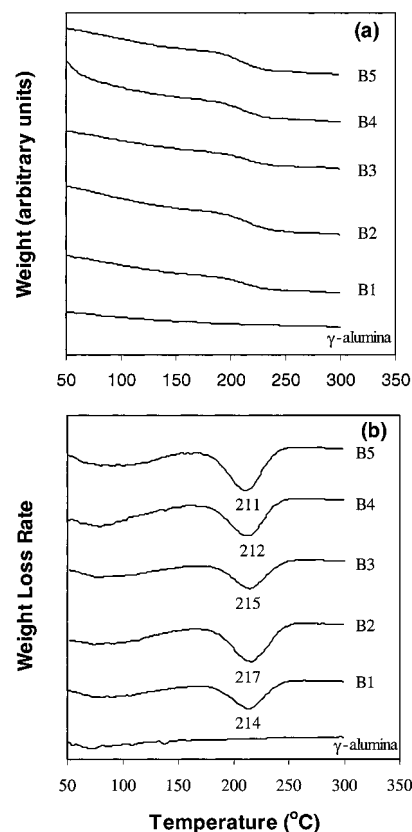 (a)
Weight (arbitrary units)
B5
B4
B3
B2
B1
γ-alumina
50 100 150 200 250 300 350
(b)
Weight Loss Rate
B5
211
B4
212
B3
215
B2
217
B1
214
γ-alumina
50 100 150 200 250 300 350
Temperature (°C)